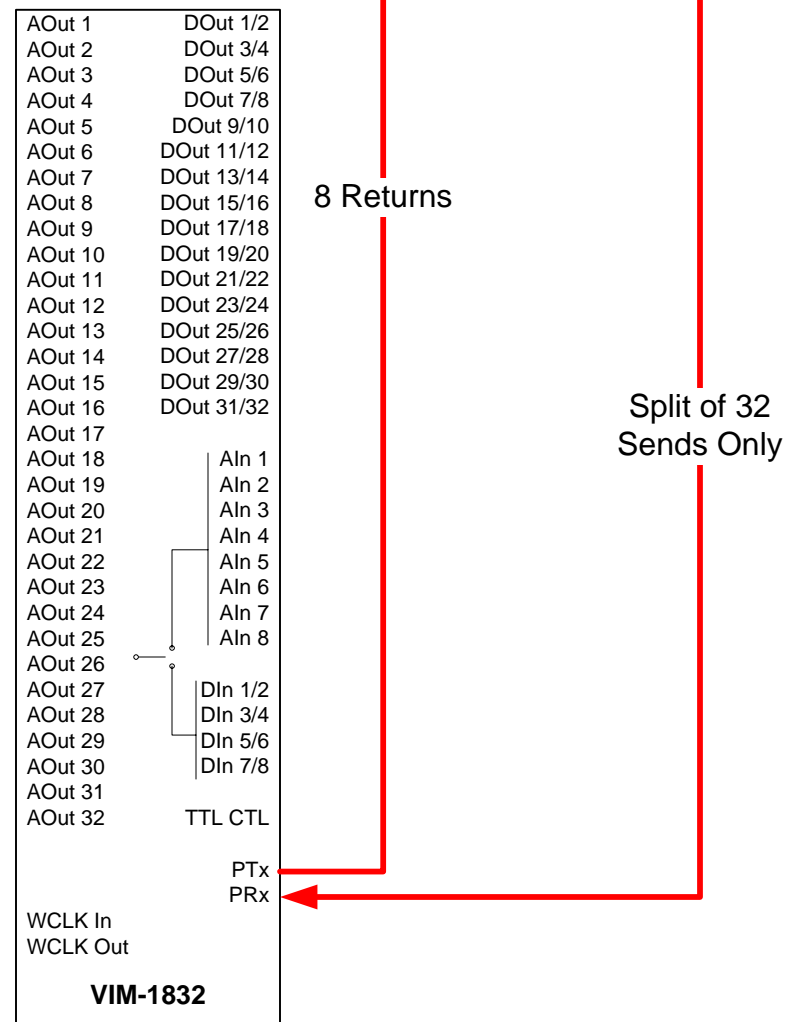 AOut 1 DOut 1/2
AOut 2 DOut 3/4
AOut 3 DOut 5/6
AOut 4 DOut 7/8
AOut 5 DOut 9/10
AOut 6 DOut 11/12
AOut 7 DOut 13/14
AOut 8 DOut 15/16
AOut 9 DOut 17/18
AOut 10 DOut 19/20
AOut 11 DOut 21/22
AOut 12 DOut 23/24
AOut 13 DOut 25/26
AOut 14 DOut 27/28
AOut 15 DOut 29/30
AOut 16 DOut 31/32
AOut 17
AOut 18 AIn 1
AOut 19 AIn 2
AOut 20 AIn 3
AOut 21 AIn 4
AOut 22 AIn 5
AOut 23 AIn 6
AOut 24 AIn 7
AOut 25 AIn 8
AOut 26
AOut 27 DIn 1/2
AOut 28 DIn 3/4
AOut 29 DIn 5/6
AOut 30 DIn 7/8
AOut 31
AOut 32 TTL CTL
PTx
PRx
WCLK In
WCLK Out
VIM-1832
8 Returns
Split of 32
Sends Only